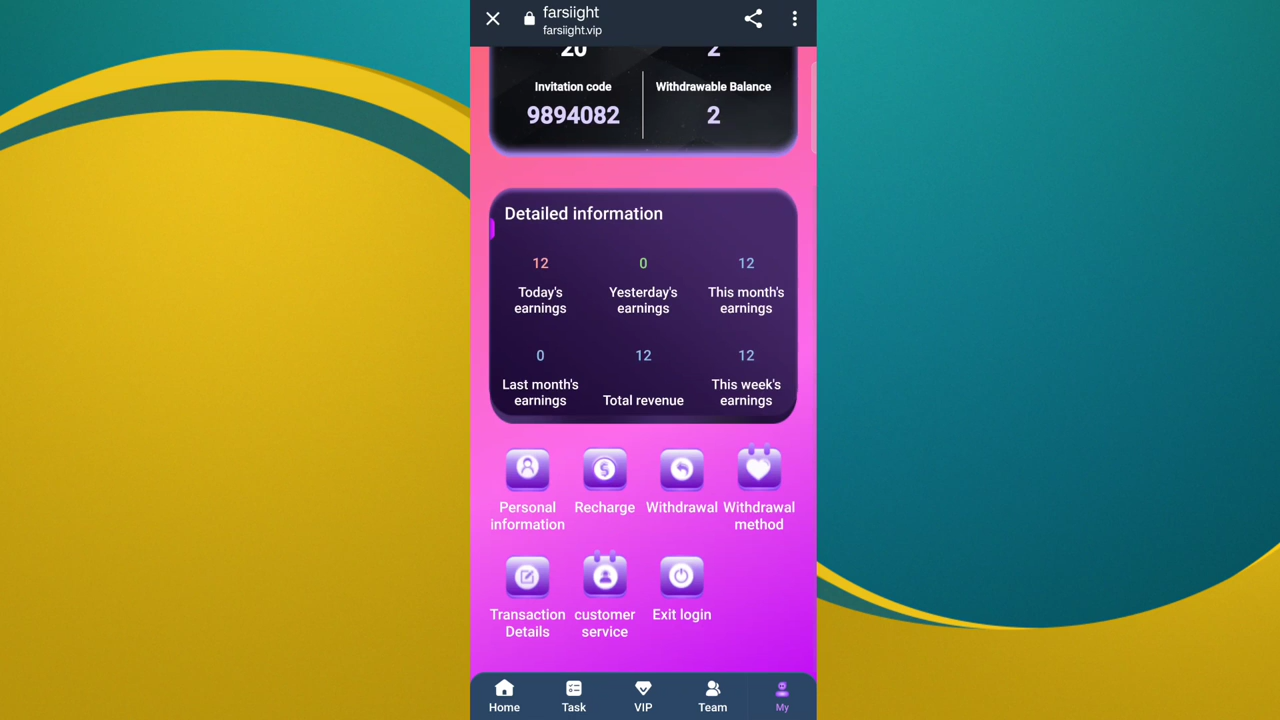 farsiight
farsiight.vip
20 2
Invitation code Withdrawable Balance
9894082 2
Detailed information
12 0 12
Today's Yesterday's This month's
earnings earnings earnings
0 12 12
Last month's This week's
earnings Total revenue earnings
Personal Recharge Withdrawal Withdrawal
information method
Transaction customer Exit login
Details service
Home Task VIP Team My